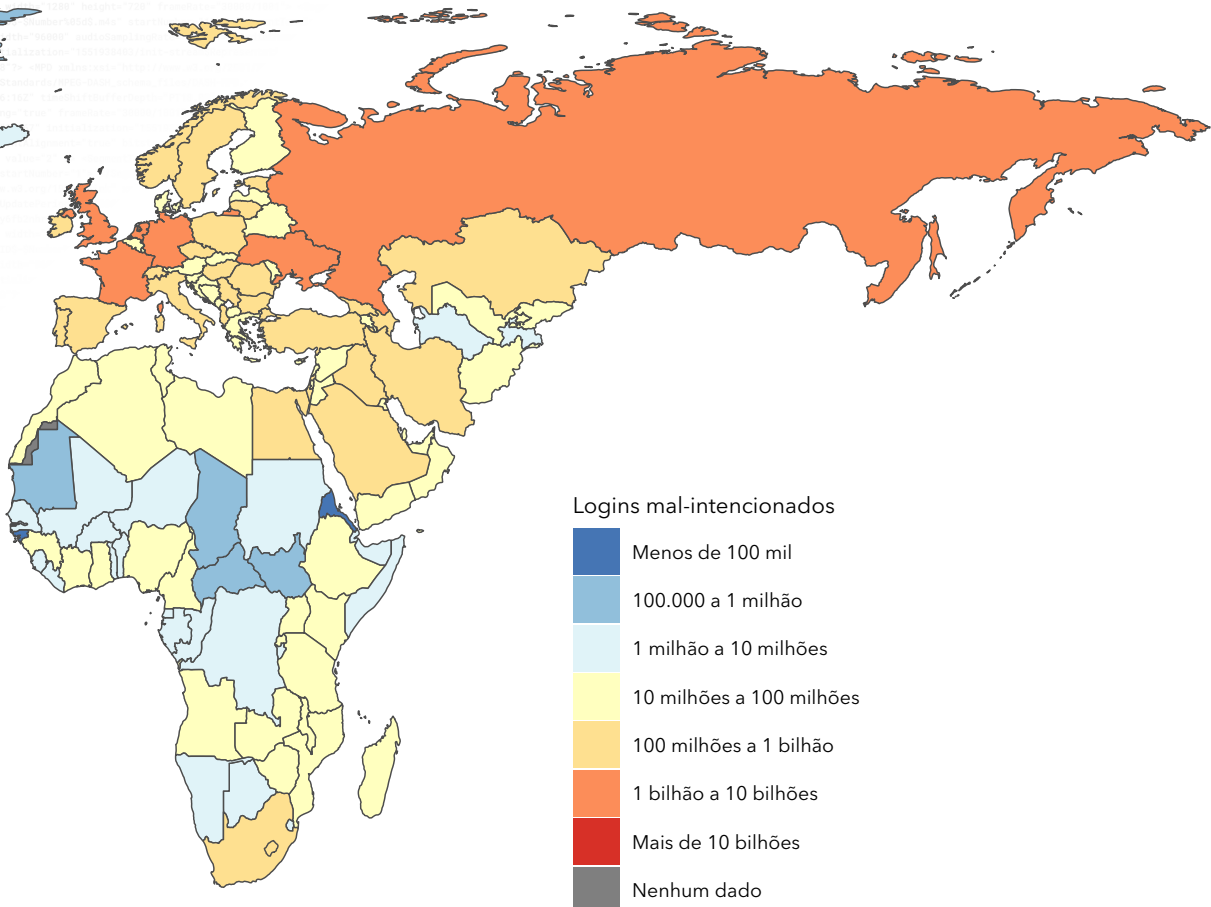 Logins mal-intencionados
Menos de 100 mil
100.000 a 1 milhão
1 milhão a 10 milhões
10 milhões a 100 milhões
100 milhões a 1 bilhão
1 bilhão a 10 bilhões
Mais de 10 bilhões
Nenhum dado